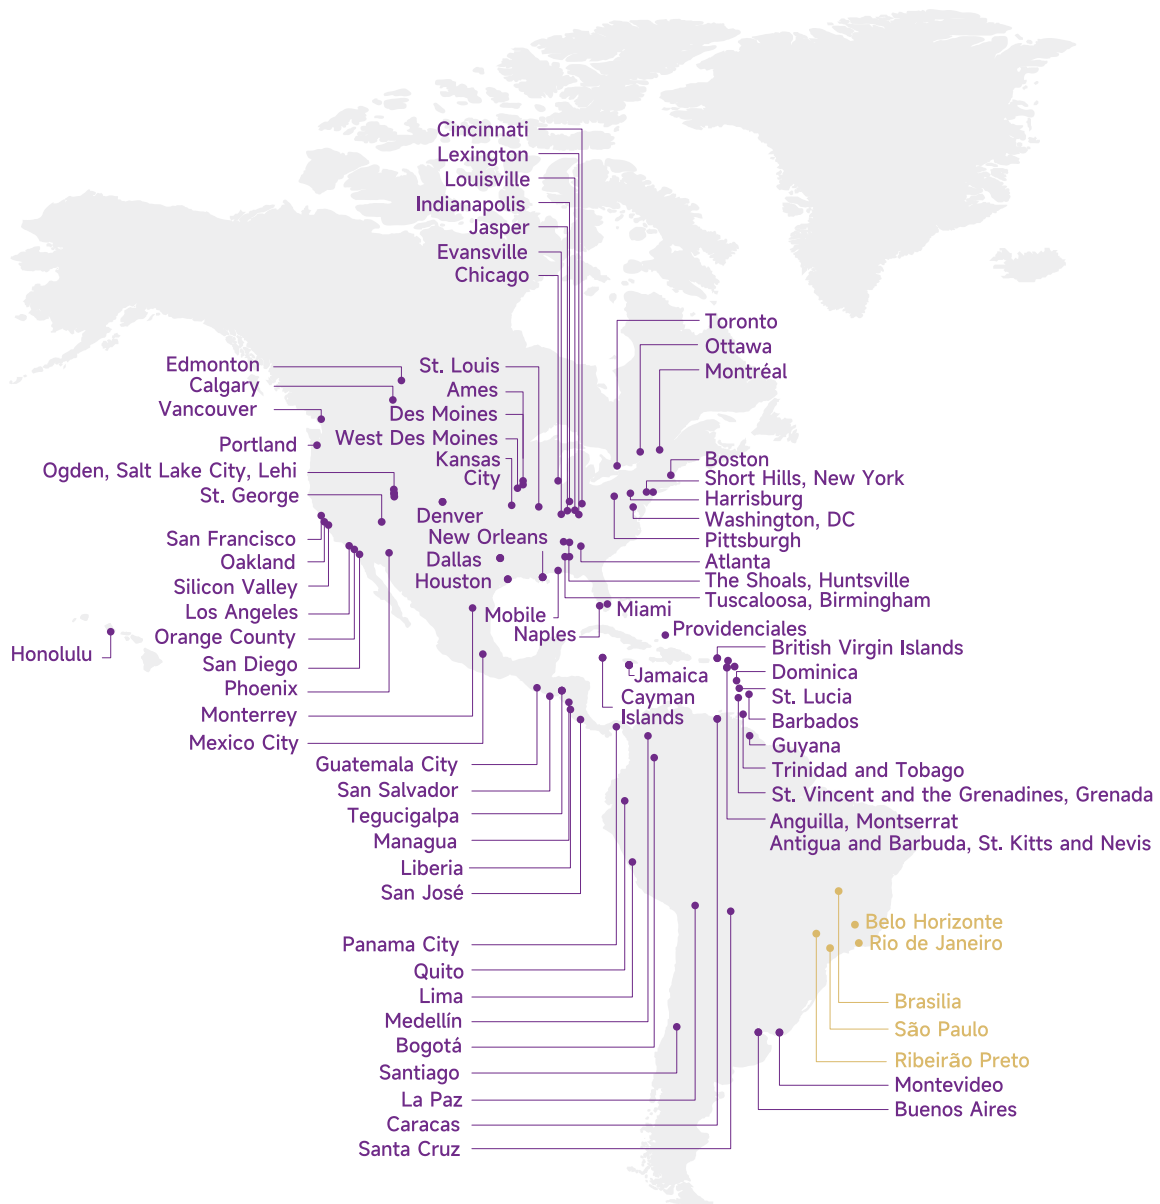 Cincinnati
Lexington
Louisville
Indianapolis
Jasper
Evansville
Chicago
Toronto
Ottawa
Montréal
Edmonton
Calgary
Vancouver
Portland
Ogden, Salt Lake City, Lehi
St. George
St. Louis
Ames
Des Moines
West Des Moines
Kansas
City
Denver
New Orleans
Dallas
Houston
Mobile
Naples
Miami
Boston
Short Hills, New York
Harrisburg
Washington, DC
Pittsburgh
Atlanta
The Shoals, Huntsville
Tuscaloosa, Birmingham
San Francisco
Oakland
Silicon Valley
Los Angeles
Orange County
San Diego
Phoenix
Monterrey
Mexico City
Honolulu
Providenciales
British Virgin Islands
Jamaica
Cayman
Islands
Dominica
St. Lucia
Barbados
Guyana
Trinidad and Tobago
St. Vincent and the Grenadines, Grenada
Anguilla, Montserrat
Antigua and Barbuda, St. Kitts and Nevis
Guatemala City
San Salvador
Tegucigalpa
Managua
Liberia
San José
Panama City
Quito
Lima
Medellín
Bogotá
Santiago
La Paz
Caracas
Santa Cruz
Belo Horizonte
Rio de Janeiro
Brasilia
São Paulo
Ribeirão Preto
Montevideo
Buenos Aires